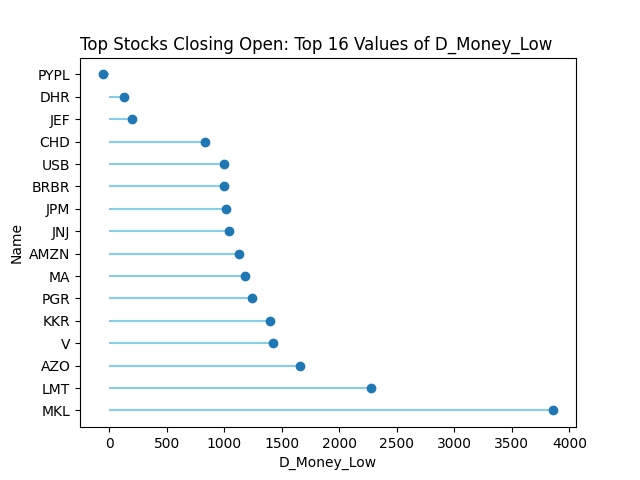 Top Stocks Closing Open: Top 16 Values of D_Money_Low
PYPL
DHR
JEF
CHD
USB
BRBR
JPM
JNJ
AMZN
MA
PGR
KKR
V
AZO
LMT
MKL
Name
0 500 1000 1500 2000 2500 3000 3500 4000
D_Money_Low